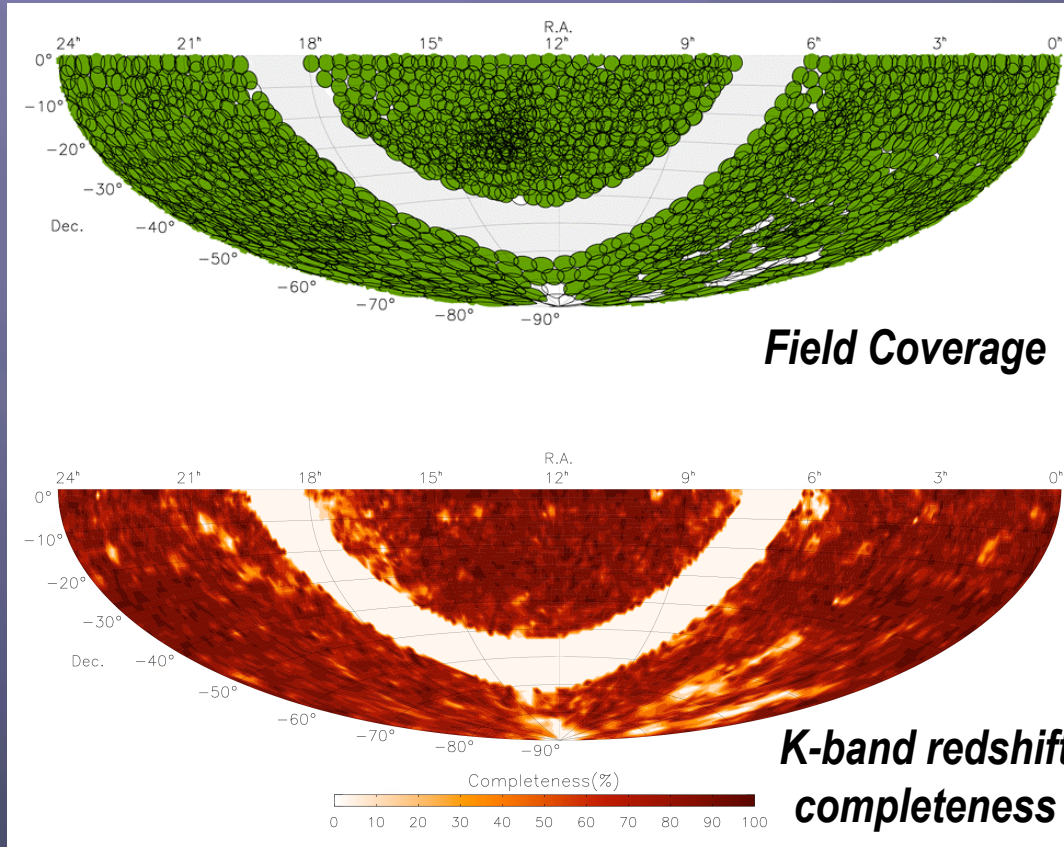 R.A.
24ʰ 21ʰ 18ʰ 15ʰ 12ʰ 9ʰ 6ʰ 3ʰ 0ʰ
0°
−10°
−20°
−30°
Dec.
−40°
−50°
−60°
−70°
−80°
−90°
Field Coverage
R.A.
24ʰ 21ʰ 18ʰ 15ʰ 12ʰ 9ʰ 6ʰ 3ʰ 0ʰ
0°
−10°
−20°
−30°
Dec.
−40°
−50°
−60°
−70°
−80°
−90°
K-band redshift
completeness
Completeness(%)
0 10 20 30 40 50 60 70 80 90 100